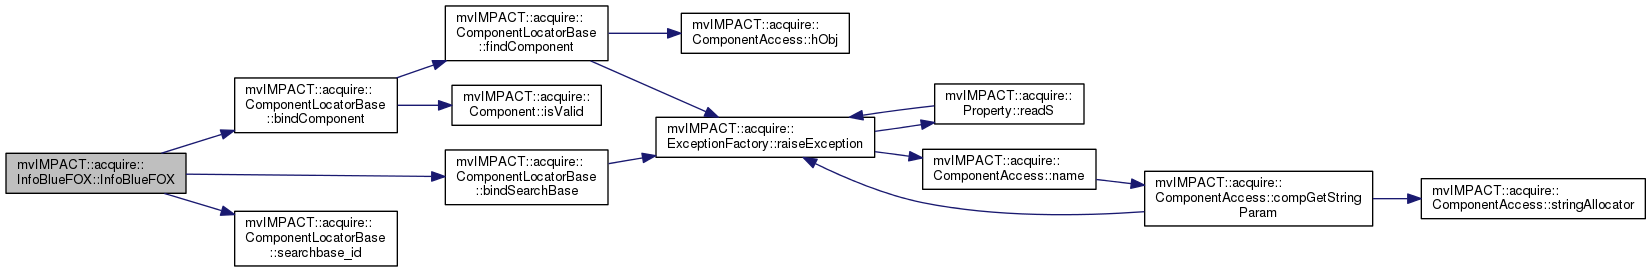 mvIMPACT::acquire::
InfoBlueFOX::InfoBlueFOX
mvIMPACT::acquire::
ComponentLocatorBase
::bindComponent
mvIMPACT::acquire::
ComponentLocatorBase
::findComponent
mvIMPACT::acquire::
ComponentAccess::hObj
mvIMPACT::acquire::
Component::isValid
mvIMPACT::acquire::
ExceptionFactory::raiseException
mvIMPACT::acquire::
Property::readS
mvIMPACT::acquire::
ComponentAccess::name
mvIMPACT::acquire::
ComponentAccess::compGetString
Param
mvIMPACT::acquire::
ComponentAccess::stringAllocator
mvIMPACT::acquire::
ComponentLocatorBase
::bindSearchBase
mvIMPACT::acquire::
ComponentLocatorBase
::searchbase_id